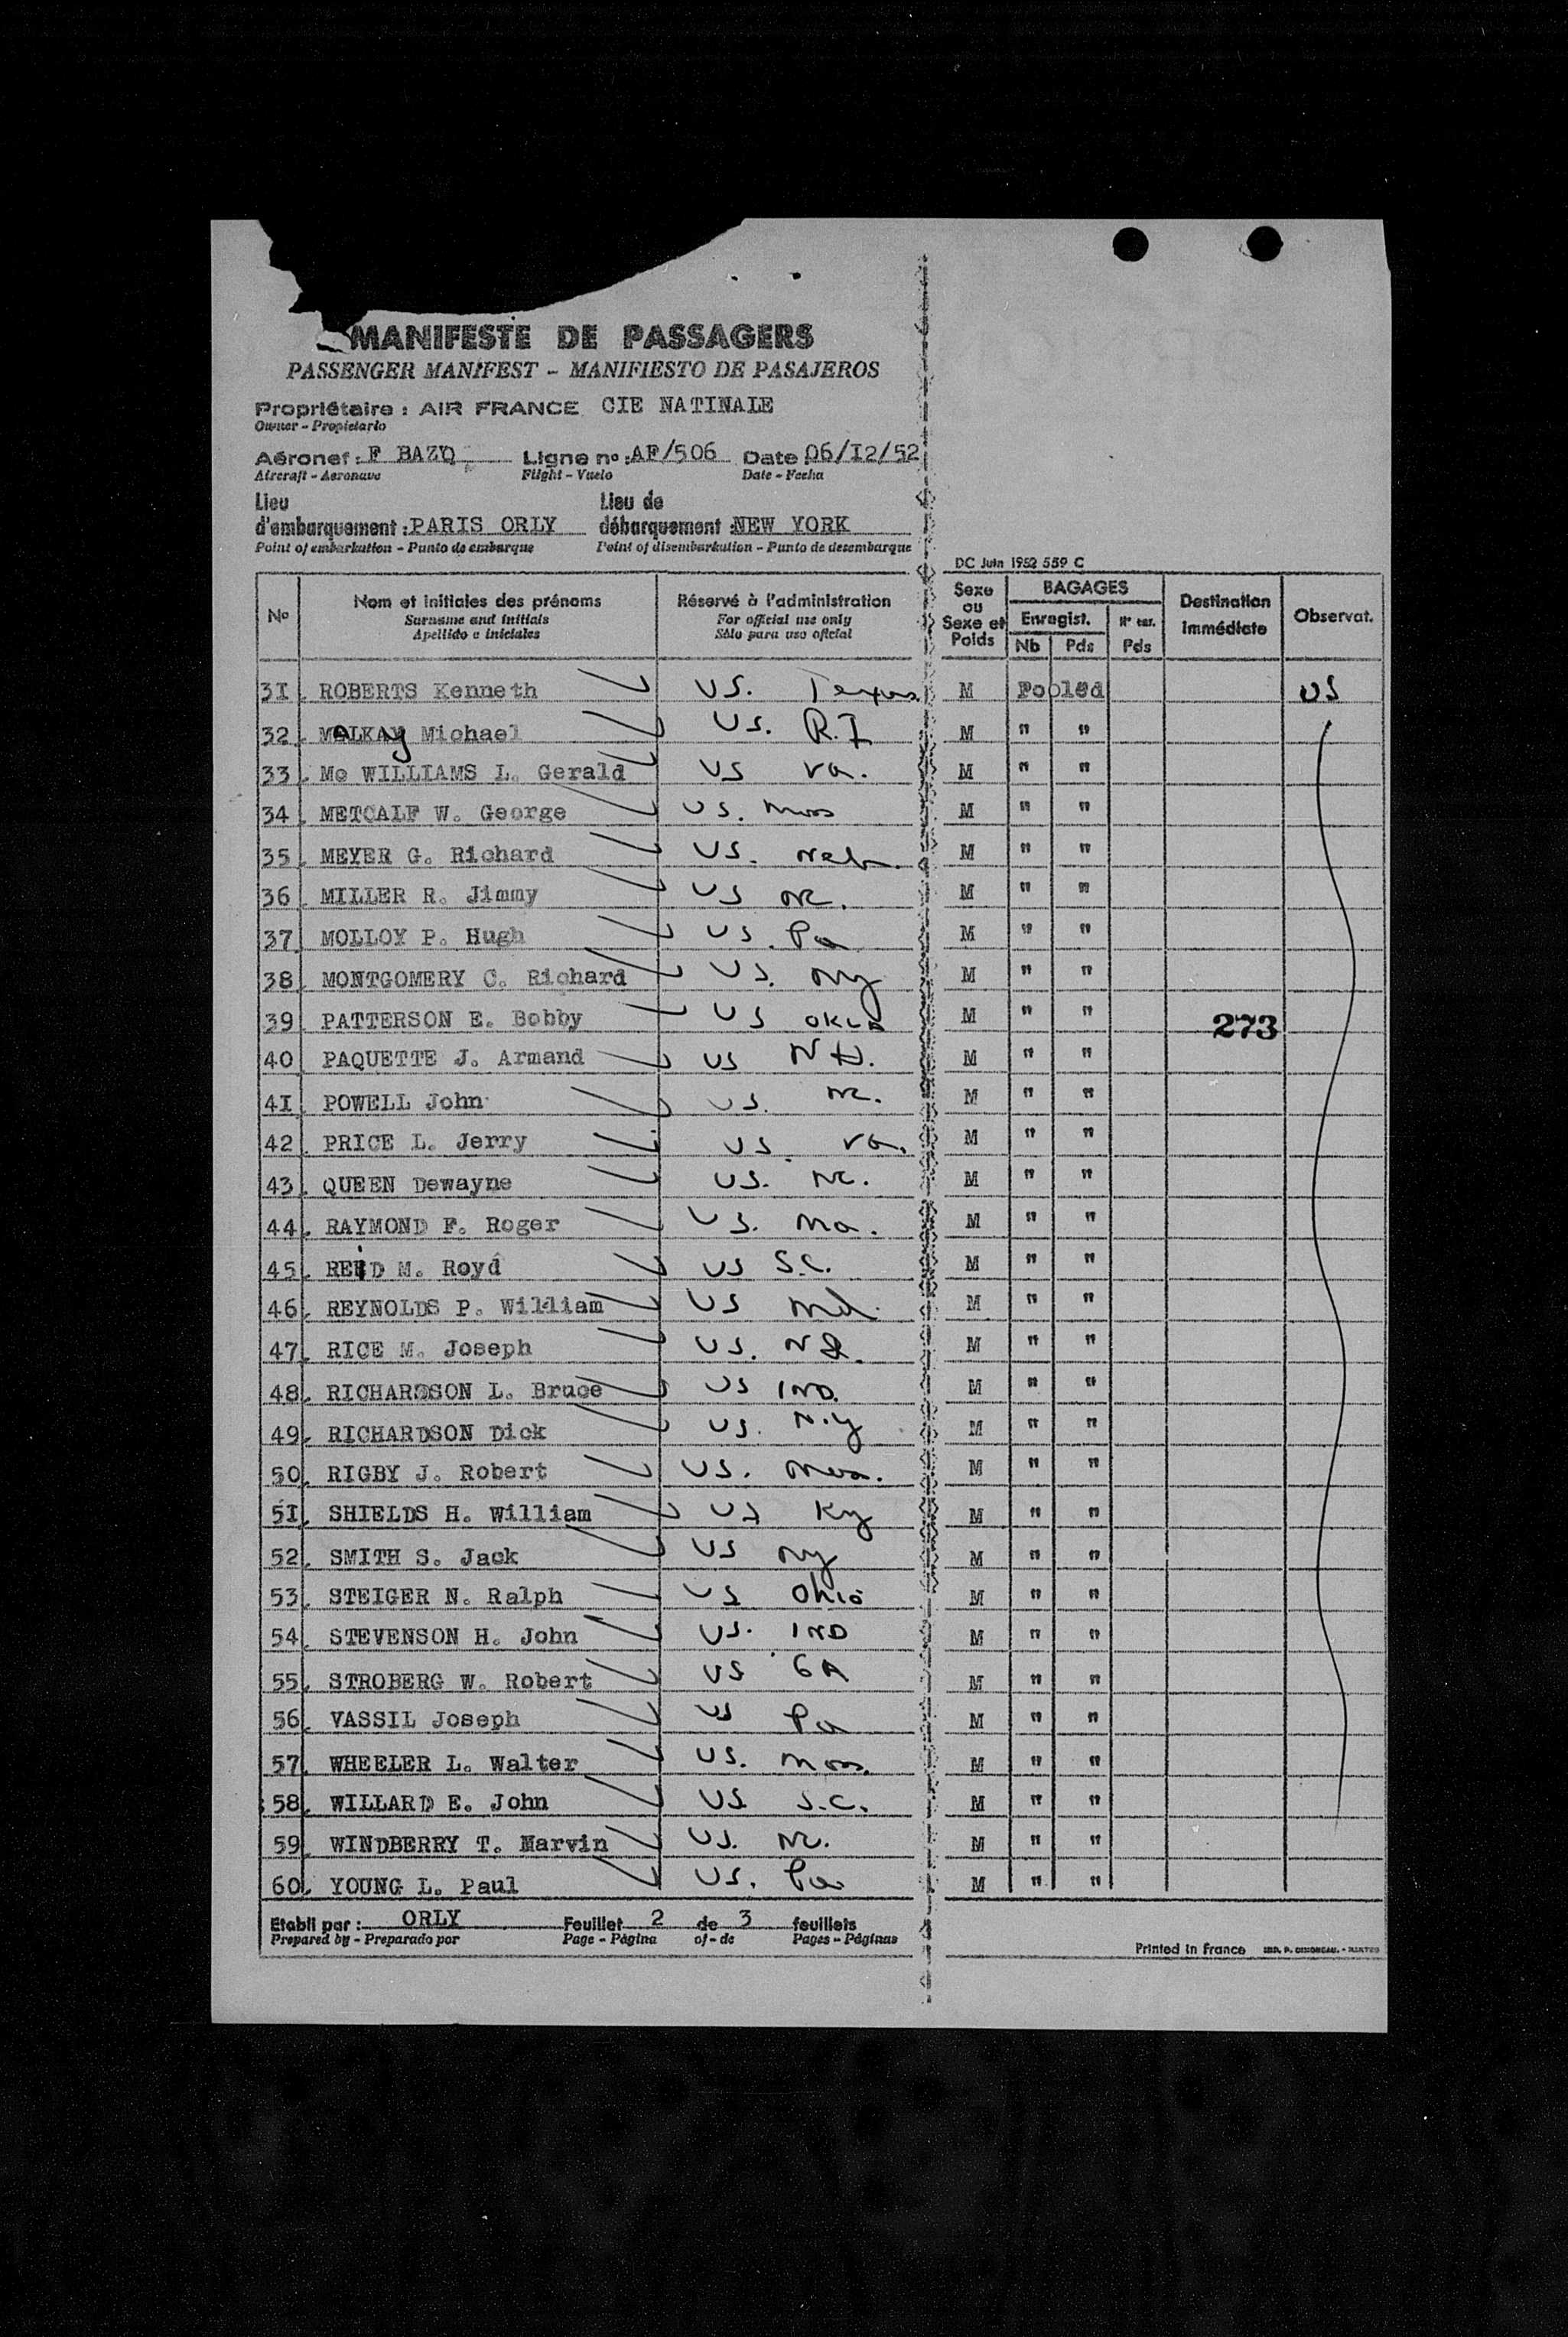 MANIFESTE DE PASSAGERS
PASSENGER MANIFEST - MANIFIESTO DE PASAJEROS
Propriétaire : AIR FRANCE CIE NATINALE
Owner - Propietario
Aéronef : F BAZQ Ligne nº : AF/506 Date : 06/I2/52
Aircraft - Aeronave Flight - Vuelo Date - Fecha
Lieu Lieu de
d'embarquement : PARIS ORLY débarquement : NEW YORK
Point of embarkation - Punto de embarque Point of disembarkation - Punto de desembarque
DC Juin 1952 559 C
Nº Nom et initiales des prénoms Surname and initials Apellido e iniciales Réservé à l'administration For official use only Sólo para uso oficial Sexe ou Sexe et Poids BAGAGES Enregist. Nb Pds Nº enr. Pds Destination immédiate Observat.
3I. ROBERTS Kenneth US. Texas M Pooled US
32. MALKAY Michael US. R.I M " "
33. Mc WILLIAMS L. Gerald US Va. M " "
34. METCALF W. George US. Mass M " "
35. MEYER G. Richard US. Neb. M " "
36. MILLER R. Jimmy US NC. M " "
37. MOLLOY P. Hugh US. Pa M " "
38. MONTGOMERY C. Richard US. NY M " "
39. PATTERSON E. Bobby US OKLA M " " 273
40. PAQUETTE J. Armand US N.H. M " "
4I. POWELL John US. NC. M " "
42. PRICE L. Jerry US. Va. M " "
43. QUEEN Dewayne US. NC. M " "
44. RAYMOND F. Roger US. Ma. M " "
45. REID M. Royd US S.C. M " "
46. REYNOLDS P. William US Md. M " "
47. RICE M. Joseph US. M " "
48. RICHARDSON L. Bruce US IND. M " "
49. RICHARDSON Dick US. N.Y M " "
50. RIGBY J. Robert US. Mass. M " "
5I. SHIELDS H. William US Ky M " "
52. SMITH S. Jack US NY M " "
53. STEIGER N. Ralph US Ohio M " "
54. STEVENSON H. John US. IND M " "
55. STROBERG W. Robert US GA M " "
56. VASSIL Joseph US Pa M " "
57. WHEELER L. Walter US. Mass. M " "
58. WILLARD E. John US S.C. M " "
59. WINDBERRY T. Marvin US. NC. M " "
60. YOUNG L. Paul US. Pa M " "
Etabli par : ORLY Feuillet 2 de 3 feuillets
Prepared by - Preparado por Page - Página of - de Pages - Páginas
Printed in France